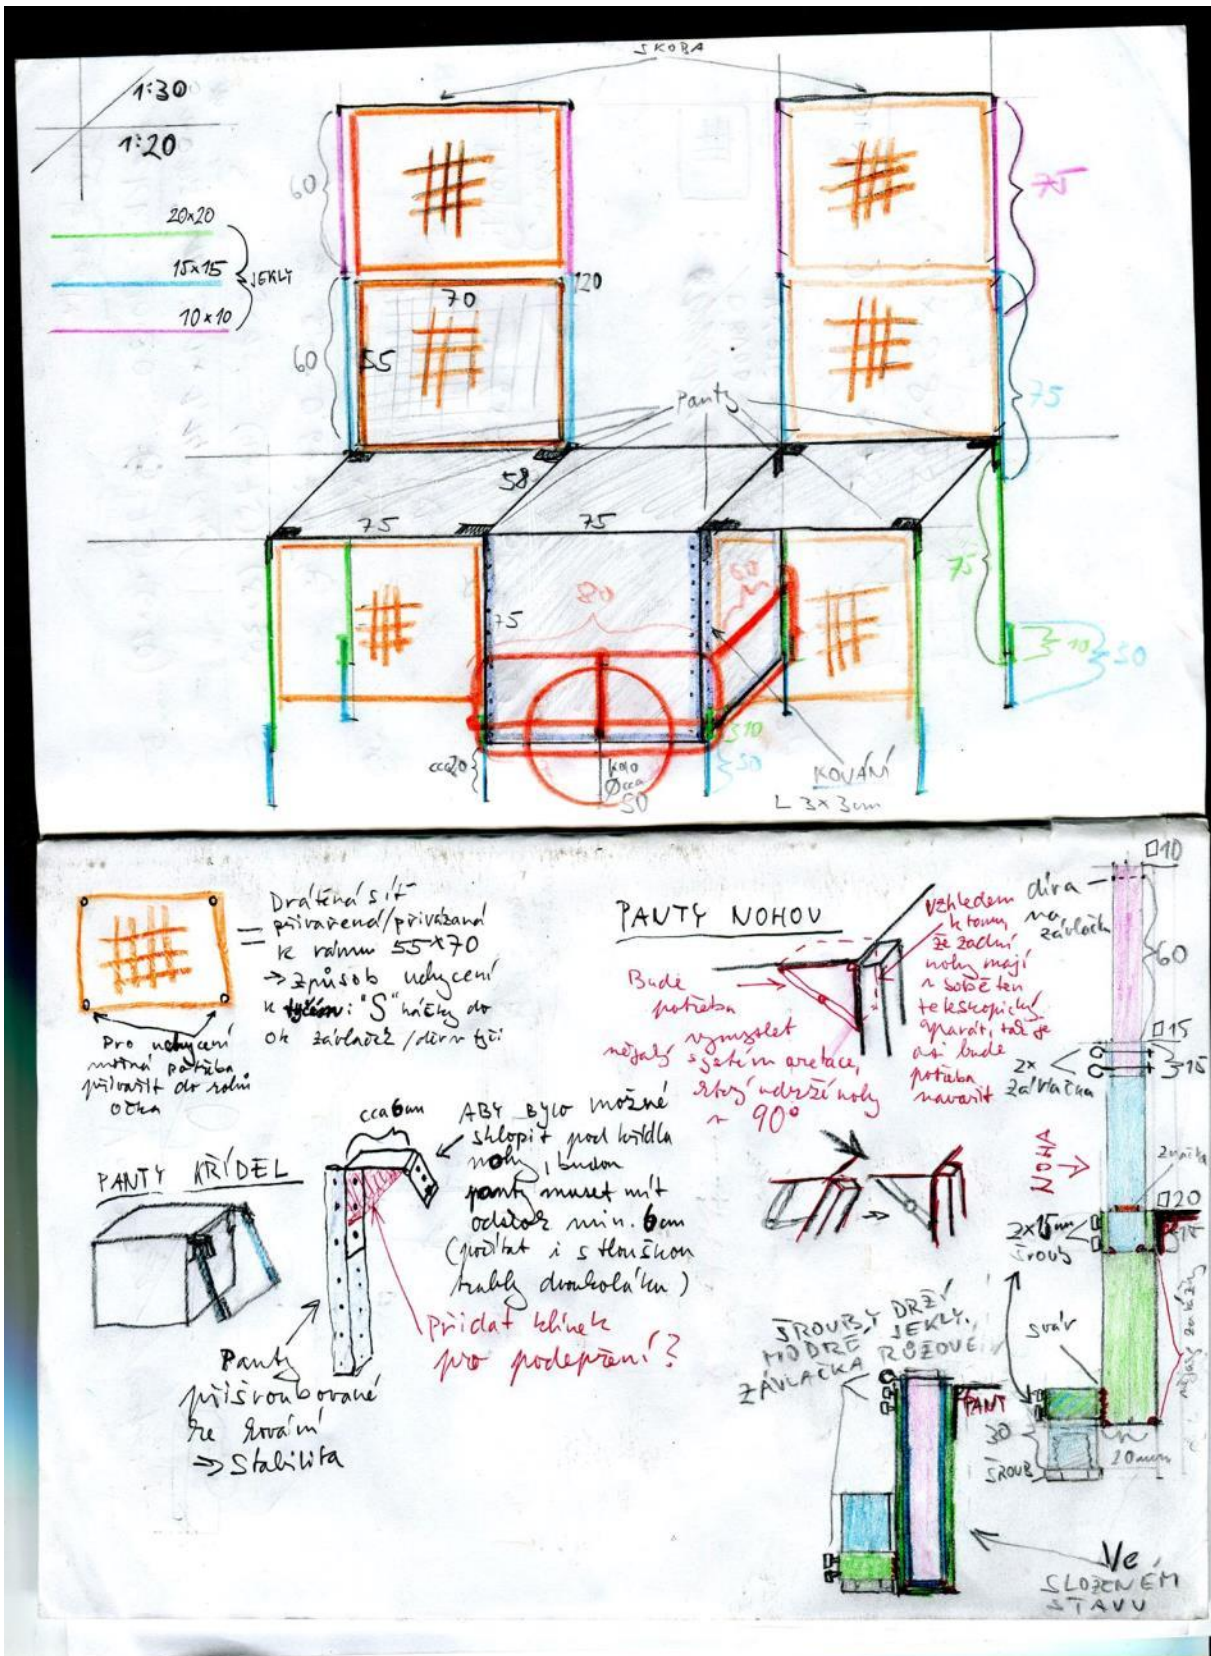 SKOBA
1:30
1:20
20x20
15x15
10x10
JEKLY
60
75
120
70
60
55
75
Panty
58
75
75
75
80
60
75
10
50
cca20
kolo
Øcca
50
10
50
KOVÁNÍ
L 3x3cm
Drátěná síť
přivařená/přivázaná
k rámu 55x70
→ způsob uchycení
k tyčím: "S" háčky do
ok závlaček /děr v tyči
Pro uchycení
možná potřeba
přivařit do rohů
očka
PANTY NOHOU
Bude
potřeba
vymyslet
nějaký systém aretace,
který udrží nohy
v 90°
vzhledem
k tomu,
že zadní
nohy mají
v sobě ten
teleskopický
aparát, tak je
asi bude
potřeba
navařit
díra
na
závlačku
□10
60
□15
15
2x
závlačka
NOHA
□20
2x15mm
šroub
15
svár
30
ŠROUB
20mm
PANTY KŘÍDEL
cca6cm
ABY BYLO MOŽNÉ
sklopit pod křídla
nohy, budou
panty muset mít
odskok min. 6cm
(počítat i s tloušťkou
trubky dvoukoláku)
Přidat klínek
pro podepření?
Panty
přišroubované
ke kování
⇒ Stabilita
ŠROUBY DRŽÍ
MODRÉ JEKLY,
ZÁVLAČKA RŮŽOVÉ
PANT
Ve
SLOŽENÉM
STAVU